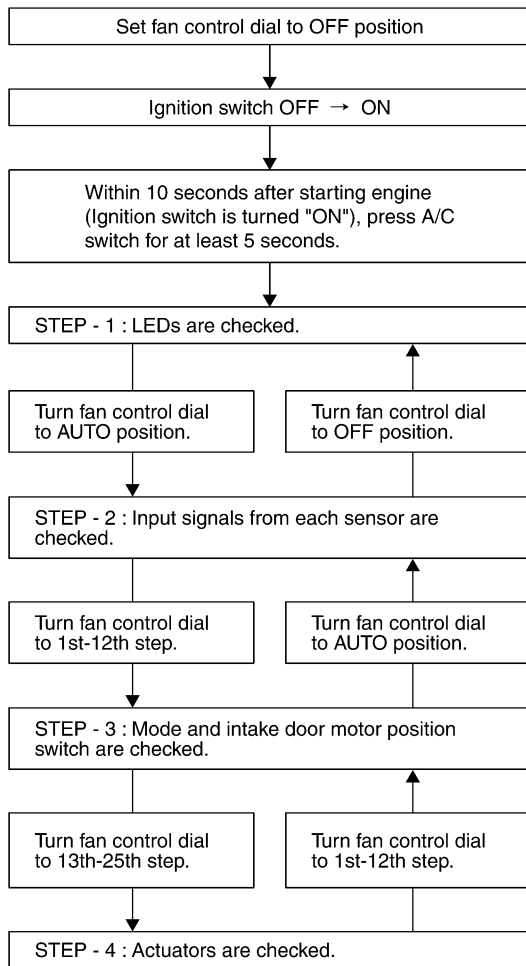 Set fan control dial to OFF position
Ignition switch OFF → ON
Within 10 seconds after starting engine
(Ignition switch is turned "ON"), press A/C
switch for at least 5 seconds.
STEP - 1 : LEDs are checked.
Turn fan control dial
to AUTO position.
Turn fan control dial
to OFF position.
STEP - 2 : Input signals from each sensor are
checked.
Turn fan control dial
to 1st-12th step.
Turn fan control dial
to AUTO position.
STEP - 3 : Mode and intake door motor position
switch are checked.
Turn fan control dial
to 13th-25th step.
Turn fan control dial
to 1st-12th step.
STEP - 4 : Actuators are checked.